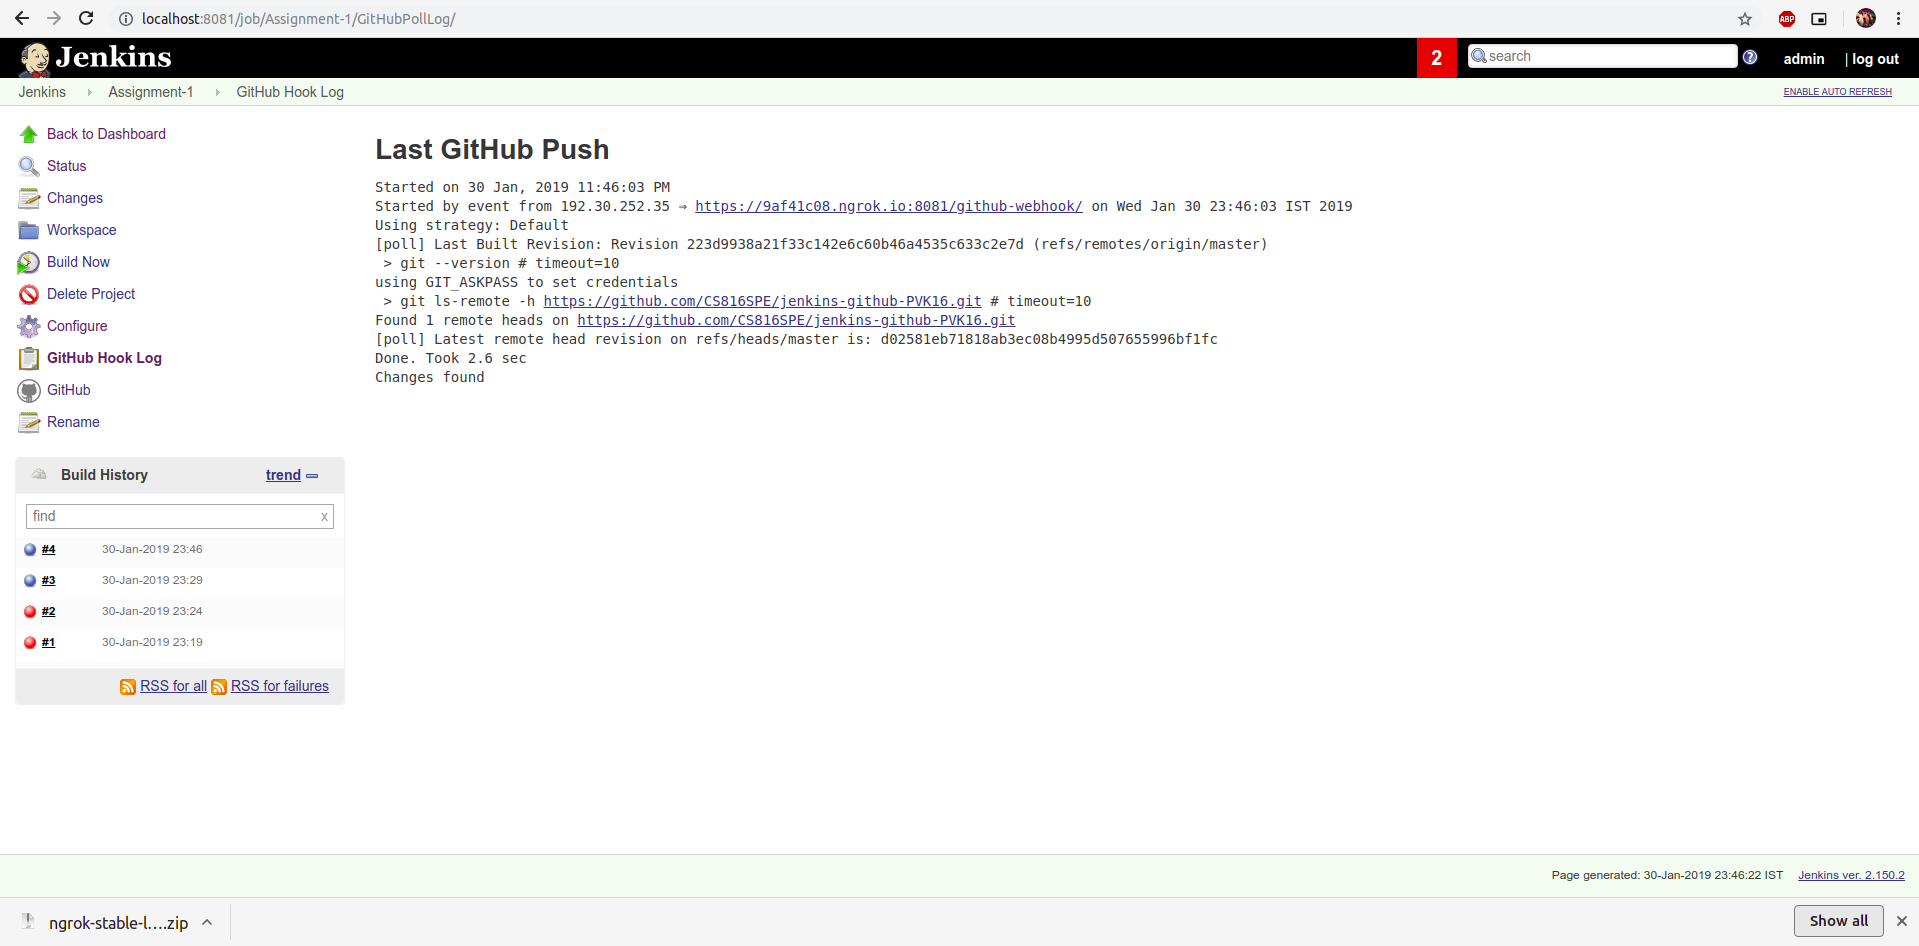 localhost:8081/job/Assignment-1/GitHubPollLog/
ABP
Jenkins
2
search
?
admin
| log out
Jenkins
Assignment-1
GitHub Hook Log
ENABLE AUTO REFRESH
Back to Dashboard
Status
Changes
Workspace
Build Now
Delete Project
Configure
GitHub Hook Log
GitHub
Rename
Build History
trend
find
x
#4 30-Jan-2019 23:46
#3 30-Jan-2019 23:29
#2 30-Jan-2019 23:24
#1 30-Jan-2019 23:19
RSS for all
RSS for failures
Last GitHub Push
Started on 30 Jan, 2019 11:46:03 PM
Started by event from 192.30.252.35 ⇒ https://9af41c08.ngrok.io:8081/github-webhook/ on Wed Jan 30 23:46:03 IST 2019
Using strategy: Default
[poll] Last Built Revision: Revision 223d9938a21f33c142e6c60b46a4535c633c2e7d (refs/remotes/origin/master)
> git --version # timeout=10
using GIT_ASKPASS to set credentials
> git ls-remote -h https://github.com/CS816SPE/jenkins-github-PVK16.git # timeout=10
Found 1 remote heads on https://github.com/CS816SPE/jenkins-github-PVK16.git
[poll] Latest remote head revision on refs/heads/master is: d02581eb71818ab3ec08b4995d507655996bf1fc
Done. Took 2.6 sec
Changes found
Page generated: 30-Jan-2019 23:46:22 IST
Jenkins ver. 2.150.2
ngrok-stable-l....zip
Show all